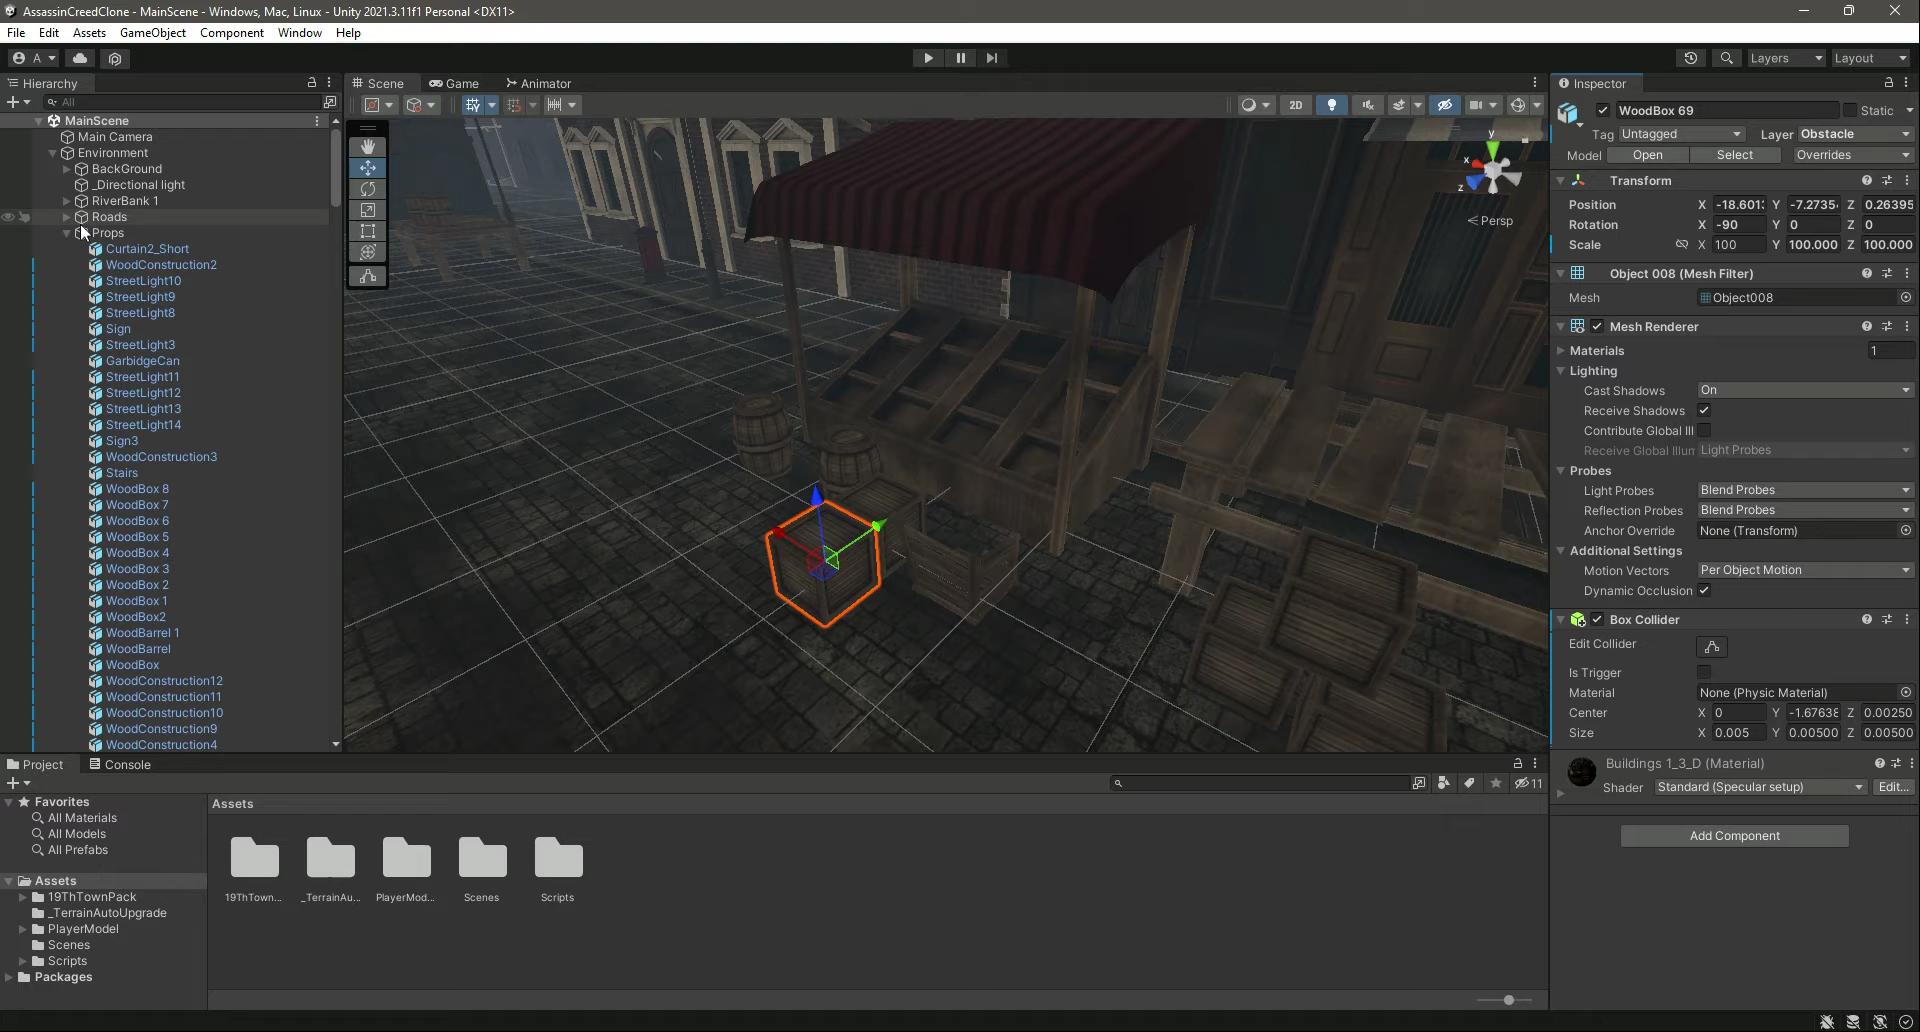 AssassinCreedClone - MainScene - Windows, Mac, Linux - Unity 2021.3.11f1 Personal <DX11>
File Edit Assets GameObject Component Window Help
A
Layers
Layout
Hierarchy
All
MainScene
Main Camera
Environment
BackGround
_Directional light
RiverBank 1
Roads
Props
Curtain2_Short
WoodConstruction2
StreetLight10
StreetLight9
StreetLight8
Sign
StreetLight3
GarbidgeCan
StreetLight11
StreetLight12
StreetLight13
StreetLight14
Sign3
WoodConstruction3
Stairs
WoodBox 8
WoodBox 7
WoodBox 6
WoodBox 5
WoodBox 4
WoodBox 3
WoodBox 2
WoodBox 1
WoodBox2
WoodBarrel 1
WoodBarrel
WoodBox
WoodConstruction12
WoodConstruction11
WoodConstruction10
WoodConstruction9
WoodConstruction4
Scene
Game
Animator
2D
y
x
z
Persp
Inspector
WoodBox 69
Static
Tag Untagged Layer Obstacle
Model Open Select Overrides
Transform
Position X -18.601: Y -7.2735 Z 0.26395
Rotation X -90 Y 0 Z 0
Scale X 100 Y 100.000 Z 100.000
Object 008 (Mesh Filter)
Mesh Object008
Mesh Renderer
Materials 1
Lighting
Cast Shadows On
Receive Shadows
Contribute Global Ill
Receive Global Illum Light Probes
Probes
Light Probes Blend Probes
Reflection Probes Blend Probes
Anchor Override None (Transform)
Additional Settings
Motion Vectors Per Object Motion
Dynamic Occlusion
Box Collider
Edit Collider
Is Trigger
Material None (Physic Material)
Center X 0 Y -1.67638 Z 0.00250
Size X 0.005 Y 0.00500 Z 0.00500
Buildings 1_3_D (Material)
Shader Standard (Specular setup) Edit...
Add Component
Project
Console
11
Favorites
All Materials
All Models
All Prefabs
Assets
19ThTownPack
_TerrainAutoUpgrade
PlayerModel
Scenes
Scripts
Packages
Assets
19ThTown...
_TerrainAu...
PlayerMod...
Scenes
Scripts